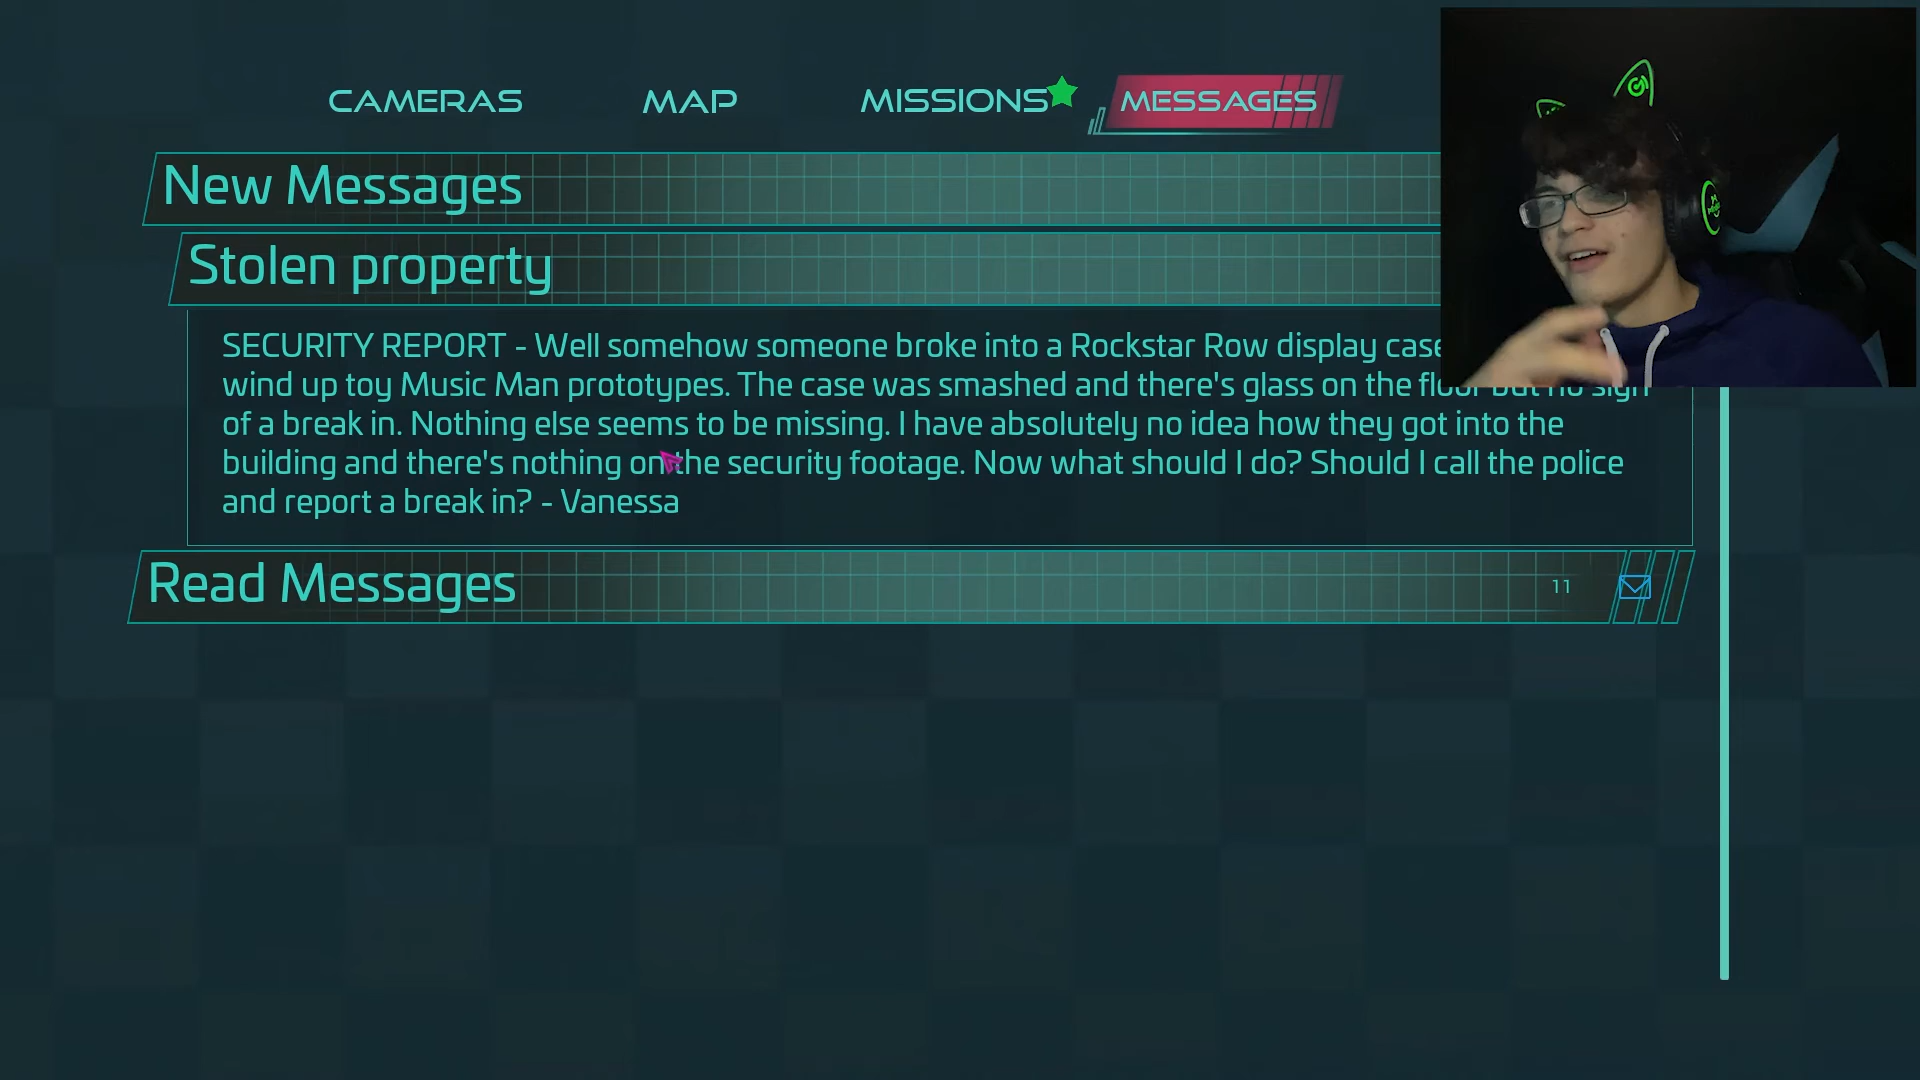 CAMERAS MAP MISSIONS MESSAGES
New Messages
Stolen property
SECURITY REPORT - Well somehow someone broke into a Rockstar Row display case
wind up toy Music Man prototypes. The case was smashed and there's glass on the floor but no sign
of a break in. Nothing else seems to be missing. I have absolutely no idea how they got into the
building and there's nothing on the security footage. Now what should I do? Should I call the police
and report a break in? - Vanessa
Read Messages 11